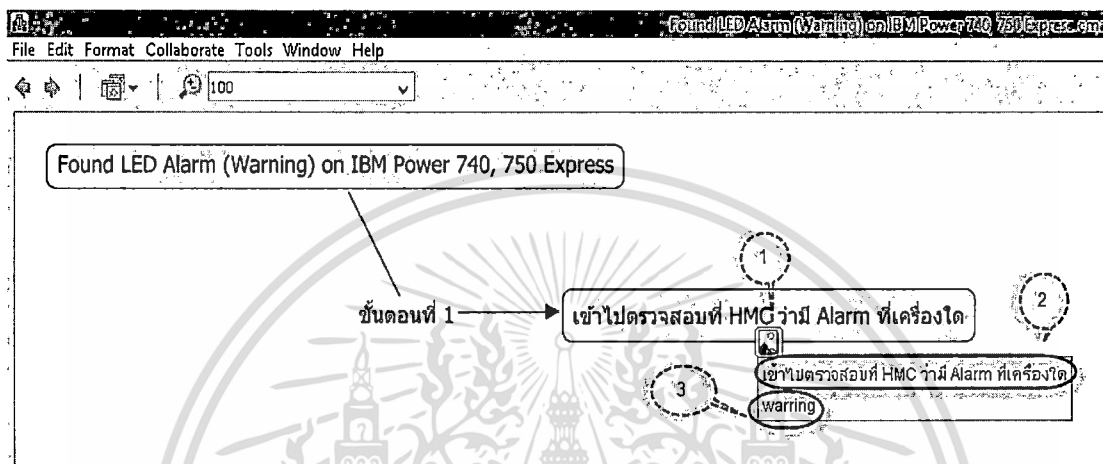 Found LED Alarm (Warning) on IBM Power 740, 750 Express.cma
File Edit Format Collaborate Tools Window Help
100
Found LED Alarm (Warning) on IBM Power 740, 750 Express
1
2
ขั้นตอนที่ 1
เข้าไปตรวจสอบที่ HMC ว่ามี Alarm ที่เครื่องใด
เข้าไปตรวจสอบที่ HMC ว่ามี Alarm ที่เครื่องใด
3
warring